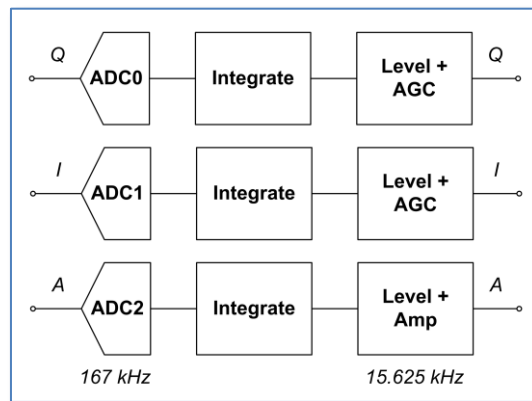 Q
ADC0
Integrate
Level +
AGC
Q
I
ADC1
Integrate
Level +
AGC
I
A
ADC2
Integrate
Level +
Amp
A
167 kHz
15.625 kHz